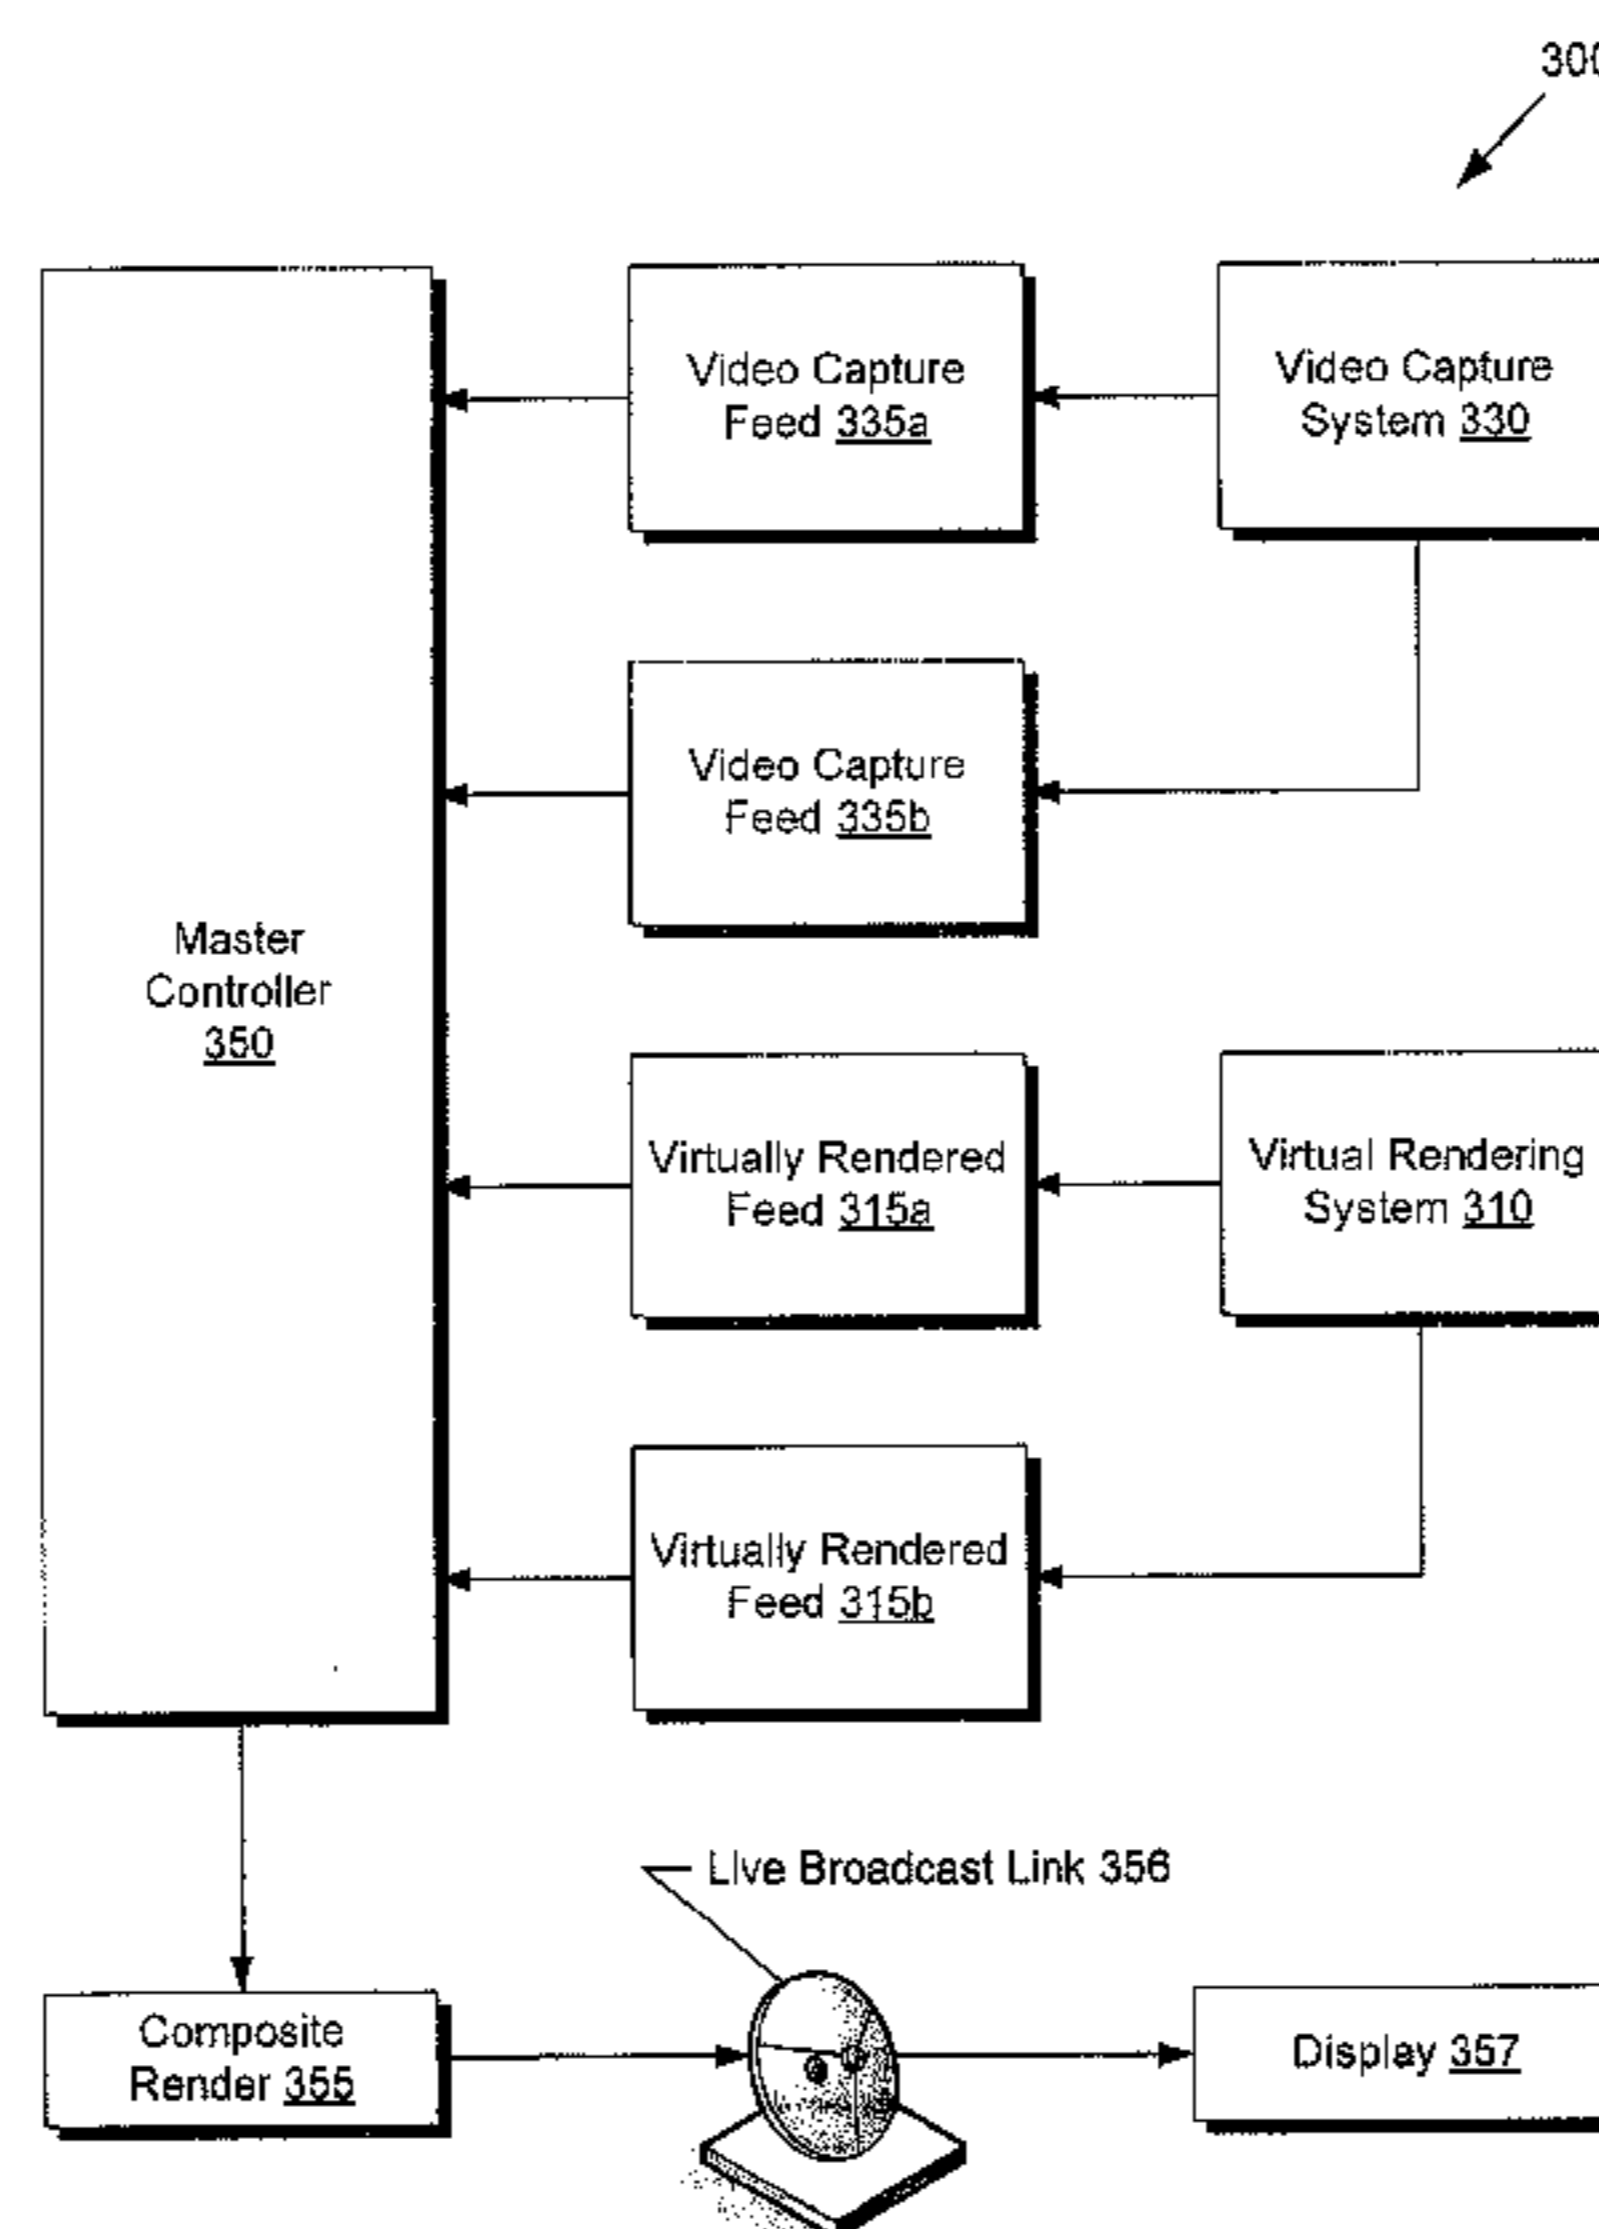 300
Video Capture
Feed 335a
Video Capture
System 330
Video Capture
Feed 335b
Master
Controller
350
Virtually Rendered
Feed 315a
Virtual Rendering
System 310
Virtually Rendered
Feed 315b
Live Broadcast Link 356
Composite
Render 355
Display 357